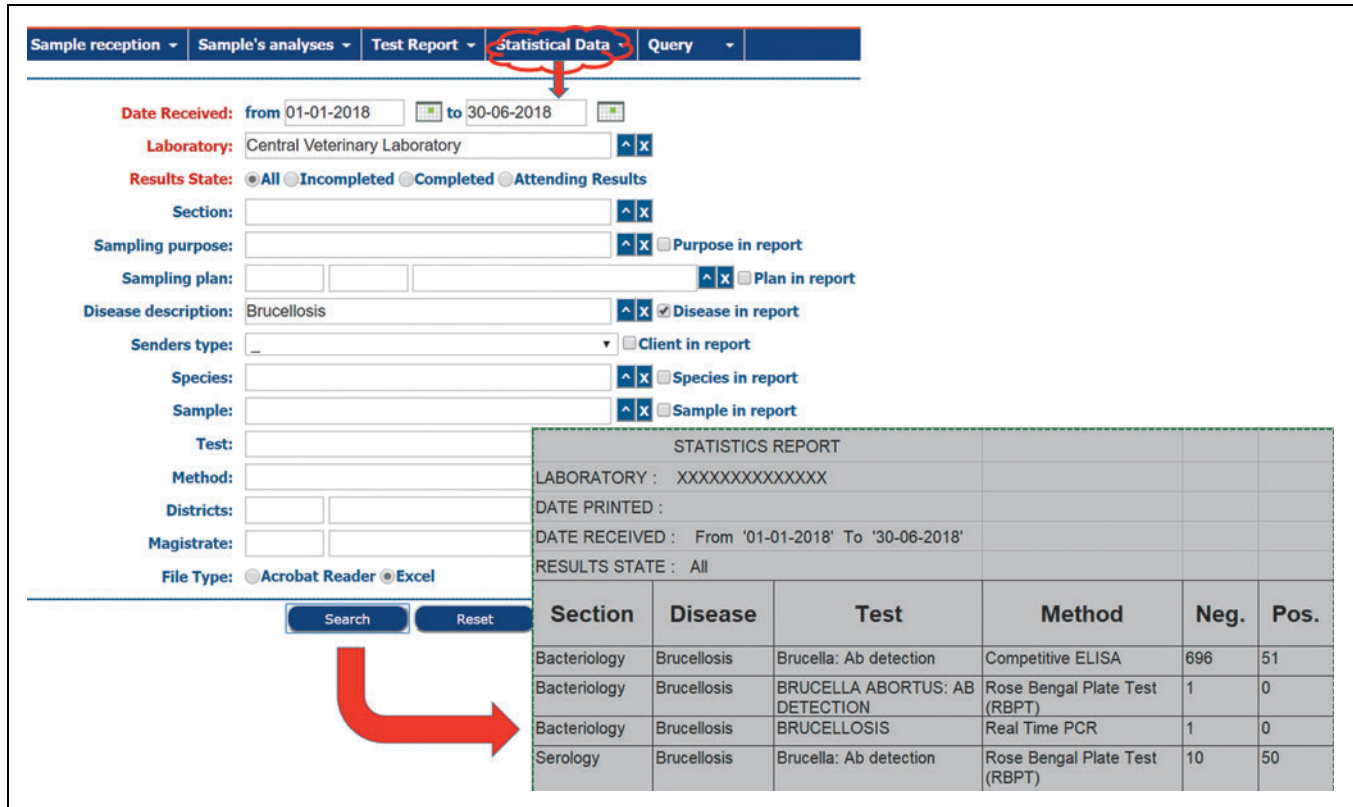 Sample reception Sample's analyses Test Report Statistical Data Query
Date Received: from 01-01-2018 to 30-06-2018
Laboratory: Central Veterinary Laboratory ^ X
Results State: All Incompleted Completed Attending Results
Section: ^ X
Sampling purpose: ^ X Purpose in report
Sampling plan: ^ X Plan in report
Disease description: Brucellosis ^ X Disease in report
Senders type: _ Client in report
Species: ^ X Species in report
Sample: ^ X Sample in report
Test:
Method:
Districts:
Magistrate:
File Type: Acrobat Reader Excel
Search Reset
STATISTICS REPORT
LABORATORY : XXXXXXXXXXXXXX
DATE PRINTED :
DATE RECEIVED : From '01-01-2018' To '30-06-2018'
RESULTS STATE : All
Section Disease Test Method Neg. Pos.
Bacteriology Brucellosis Brucella: Ab detection Competitive ELISA 696 51
Bacteriology Brucellosis BRUCELLA ABORTUS: AB Rose Bengal Plate Test 1 0
DETECTION (RBPT)
Bacteriology Brucellosis BRUCELLOSIS Real Time PCR 1 0
Serology Brucellosis Brucella: Ab detection Rose Bengal Plate Test 10 50
(RBPT)